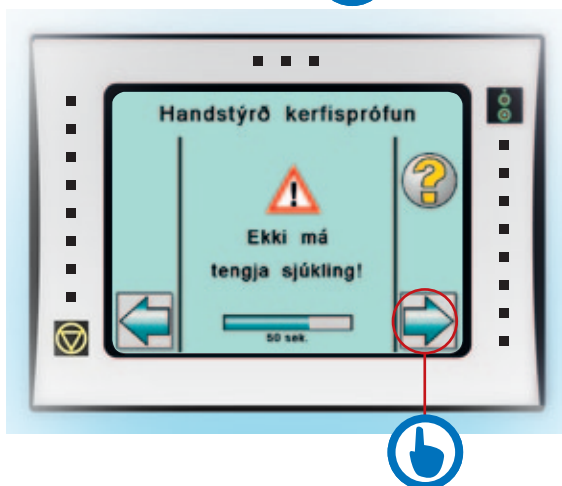 Handstýrð kerfisprófun
Ekki má
tengja sjúkling!
50 sek.